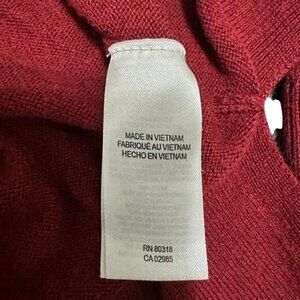 MADE IN VIETNAM
FABRIQUÉ AU VIETNAM
HECHO EN VIETNAM
RN 80318
CA 02985